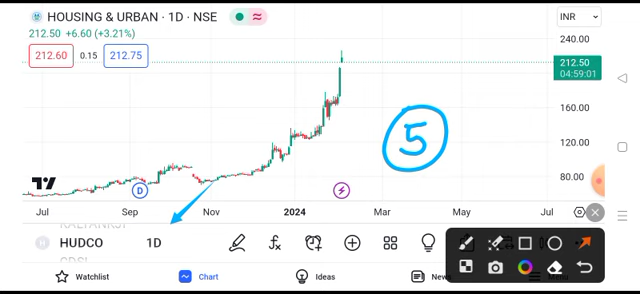 HOUSING & URBAN · 1D · NSE
INR
212.50 +6.60 (+3.21%)
212.60 0.15 212.75
240.00
212.50
04:59:01
160.00
120.00
80.00
5
D
Jul Sep Nov 2024 Mar May Jul
KALYANKJI
HUDCO 1D
CDSL
Watchlist Chart Ideas News